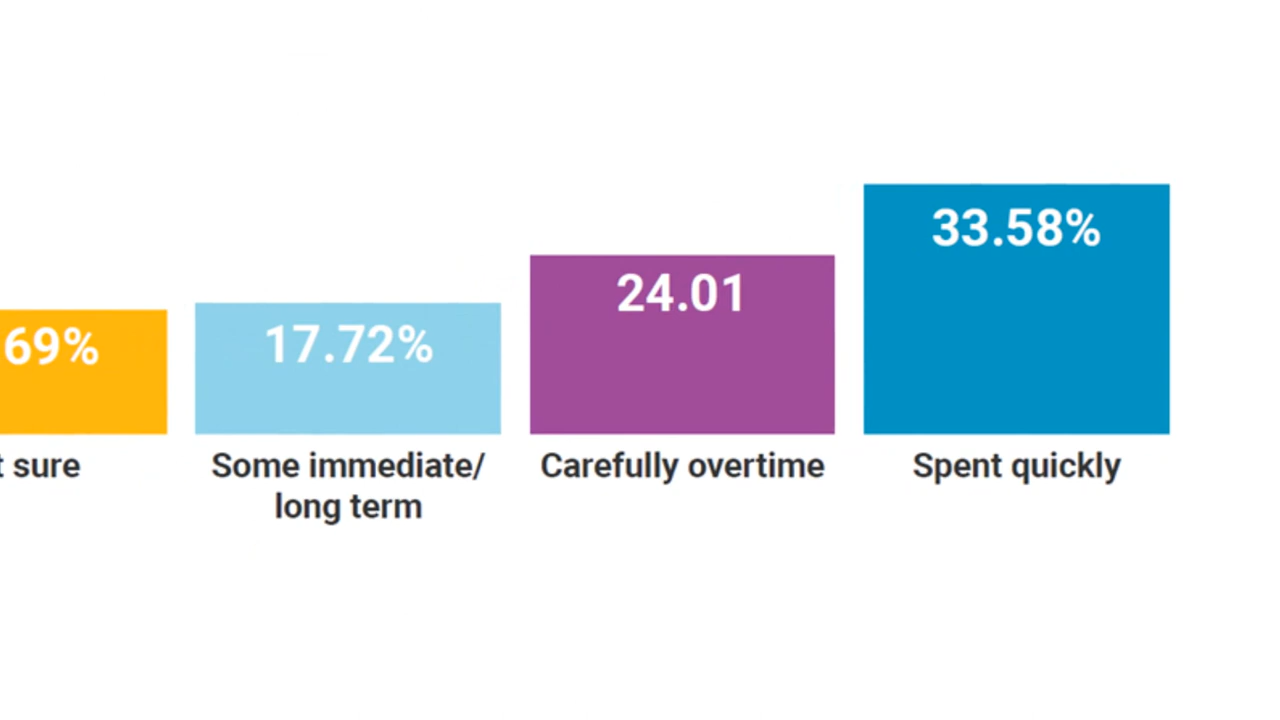 69%
17.72%
24.01
33.58%
sure
Some immediate/
long term
Carefully overtime
Spent quickly